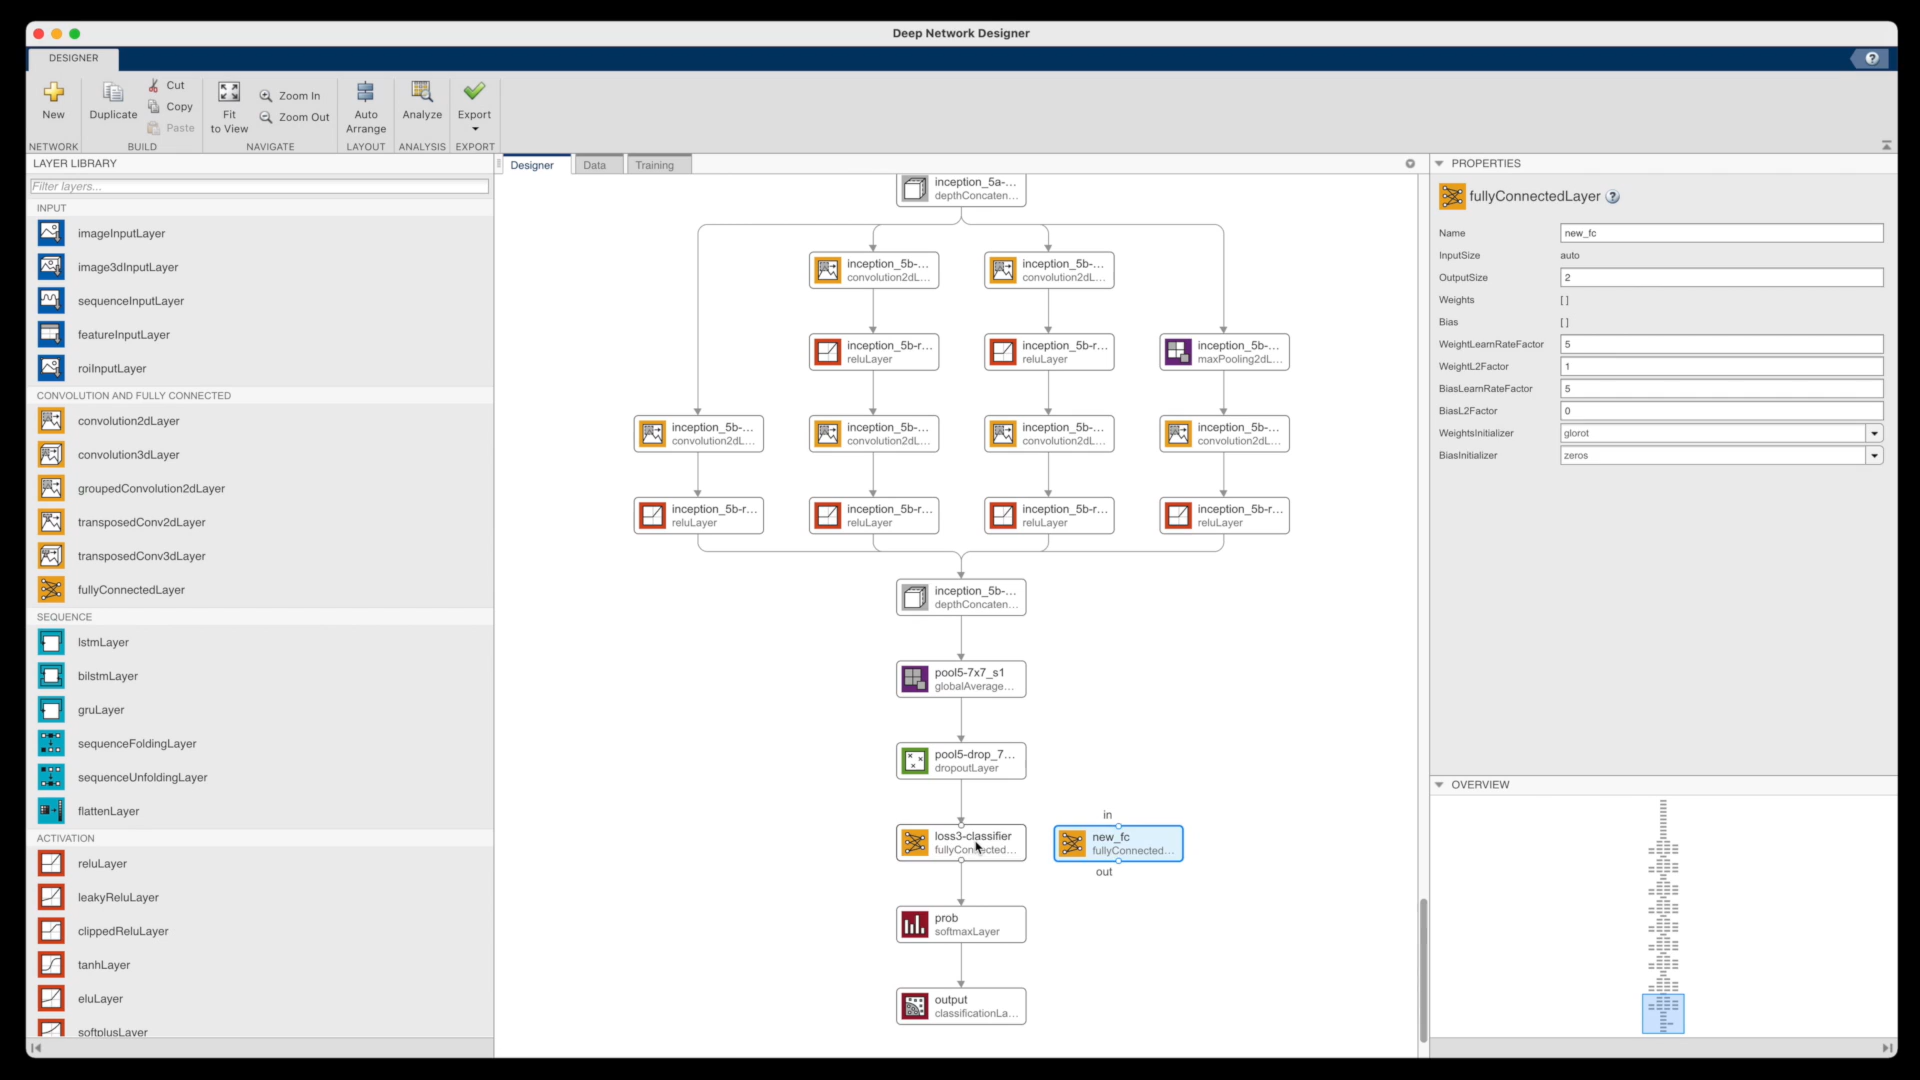 Deep Network Designer
DESIGNER
New
Duplicate
Cut
Copy
Paste
Fit
to View
Zoom In
Zoom Out
Auto
Arrange
Analyze
Export
NETWORK
BUILD
NAVIGATE
LAYOUT
ANALYSIS
EXPORT
LAYER LIBRARY
Filter layers...
INPUT
imageInputLayer
image3dInputLayer
sequenceInputLayer
featureInputLayer
roiInputLayer
CONVOLUTION AND FULLY CONNECTED
convolution2dLayer
convolution3dLayer
groupedConvolution2dLayer
transposedConv2dLayer
transposedConv3dLayer
fullyConnectedLayer
SEQUENCE
lstmLayer
bilstmLayer
gruLayer
sequenceFoldingLayer
sequenceUnfoldingLayer
flattenLayer
ACTIVATION
reluLayer
leakyReluLayer
clippedReluLayer
tanhLayer
eluLayer
softplusLayer
Designer
Data
Training
inception_5a-...
depthConcaten...
inception_5b-...
convolution2dL...
inception_5b-...
convolution2dL...
inception_5b-r...
reluLayer
inception_5b-r...
reluLayer
inception_5b-...
maxPooling2dL...
inception_5b-...
convolution2dL...
inception_5b-...
convolution2dL...
inception_5b-...
convolution2dL...
inception_5b-...
convolution2dL...
inception_5b-r...
reluLayer
inception_5b-r...
reluLayer
inception_5b-r...
reluLayer
inception_5b-r...
reluLayer
inception_5b-...
depthConcaten...
pool5-7x7_s1
globalAverage...
pool5-drop_7...
dropoutLayer
loss3-classifier
fullyConnected...
in
new_fc
fullyConnected...
out
prob
softmaxLayer
output
classificationLa...
PROPERTIES
fullyConnectedLayer ?
Name new_fc
InputSize auto
OutputSize 2
Weights [ ]
Bias [ ]
WeightLearnRateFactor 5
WeightL2Factor 1
BiasLearnRateFactor 5
BiasL2Factor 0
WeightsInitializer glorot
BiasInitializer zeros
OVERVIEW